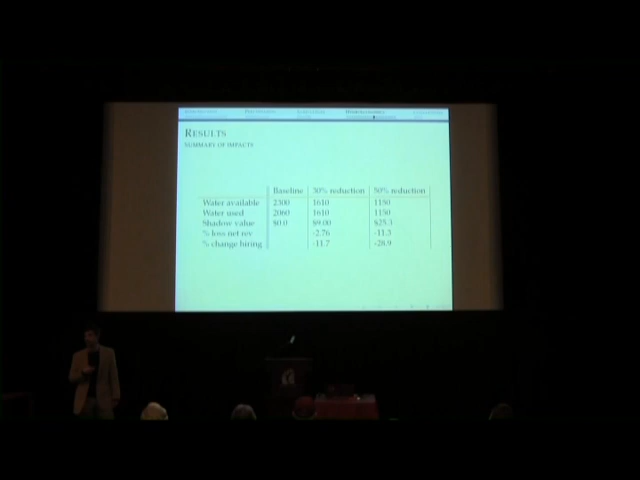 RESULTS
SUMMARY OF IMPACTS
Baseline 30% reduction 50% reduction
Water available 2300 1610 1150
Water used 2060 1610 1150
Shadow value $0.0 $9.00 $25.3
% loss net rev -2.76 -11.3
% change hiring -11.7 -28.9